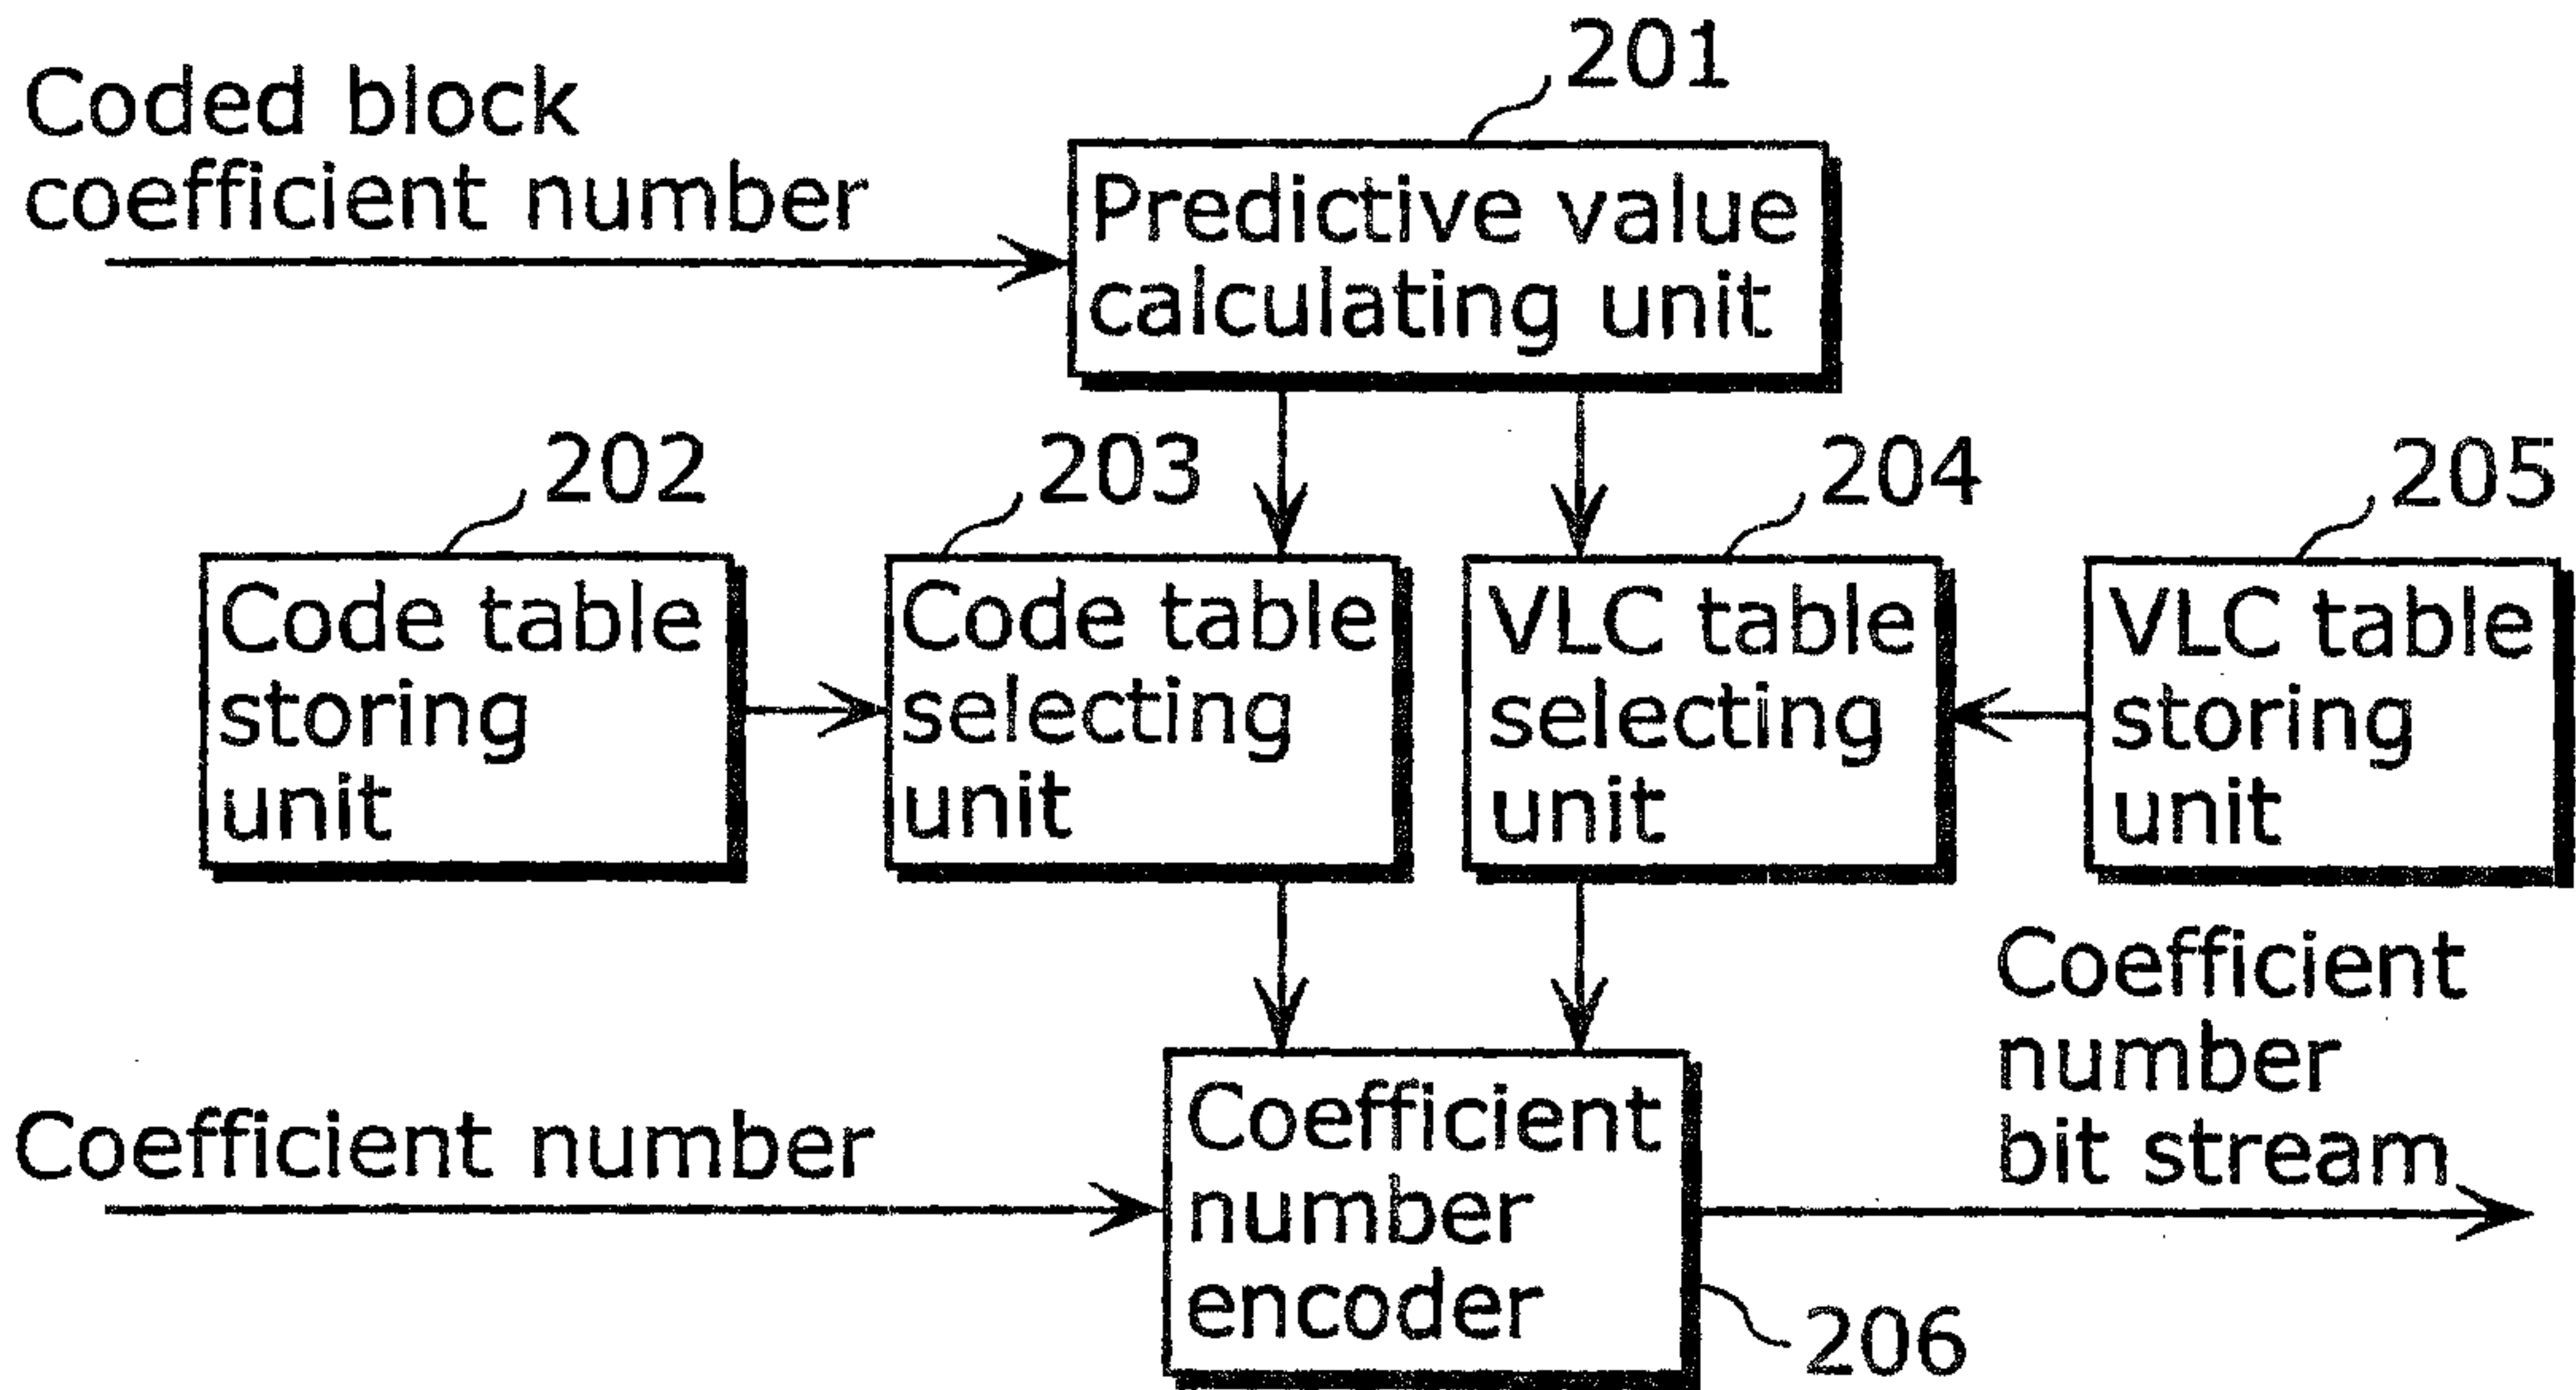 201
Coded block
coefficient number
Predictive value
calculating unit
202
203
204
205
Code table
storing
unit
Code table
selecting
unit
VLC table
selecting
unit
VLC table
storing
unit
Coefficient
number
bit stream
Coefficient number
Coefficient
number
encoder
206